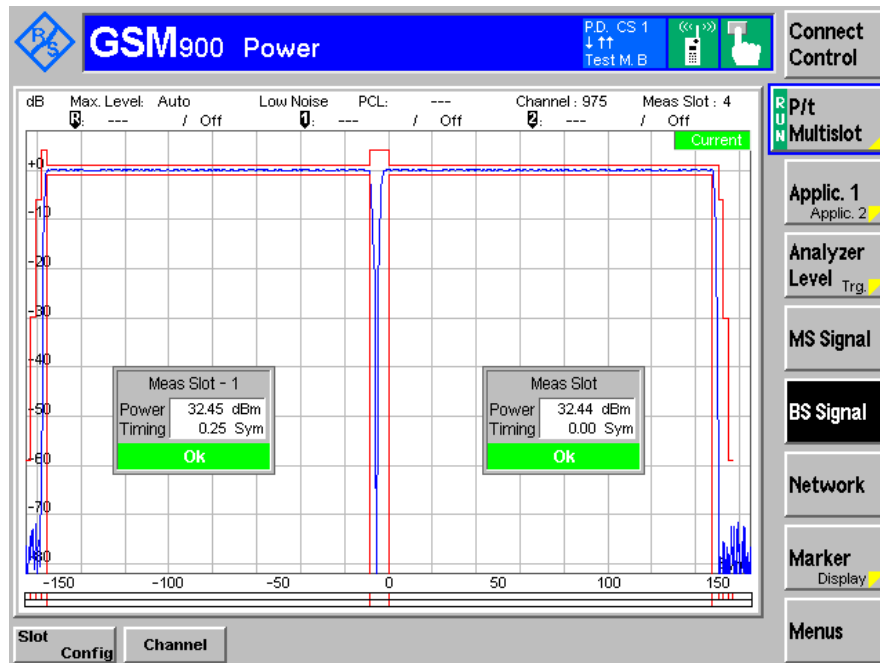 R/S
GSM900 Power
P.D. CS 1
↓ ↑↑
Test M. B
Connect
Control
dB Max. Level: Auto Low Noise PCL: --- Channel : 975 Meas Slot : 4
R: --- / Off 1: --- / Off 2: --- / Off
Current
RUN
P/t
Multislot
Applic. 1
Applic. 2
Analyzer
Level Trg.
MS Signal
BS Signal
Network
Marker
Display
Menus
+0
-10
-20
-30
-40
-50
-60
-70
-80
Meas Slot - 1
Power 32.45 dBm
Timing 0.25 Sym
Ok
Meas Slot
Power 32.44 dBm
Timing 0.00 Sym
Ok
-150 -100 -50 0 50 100 150
Slot
Config
Channel